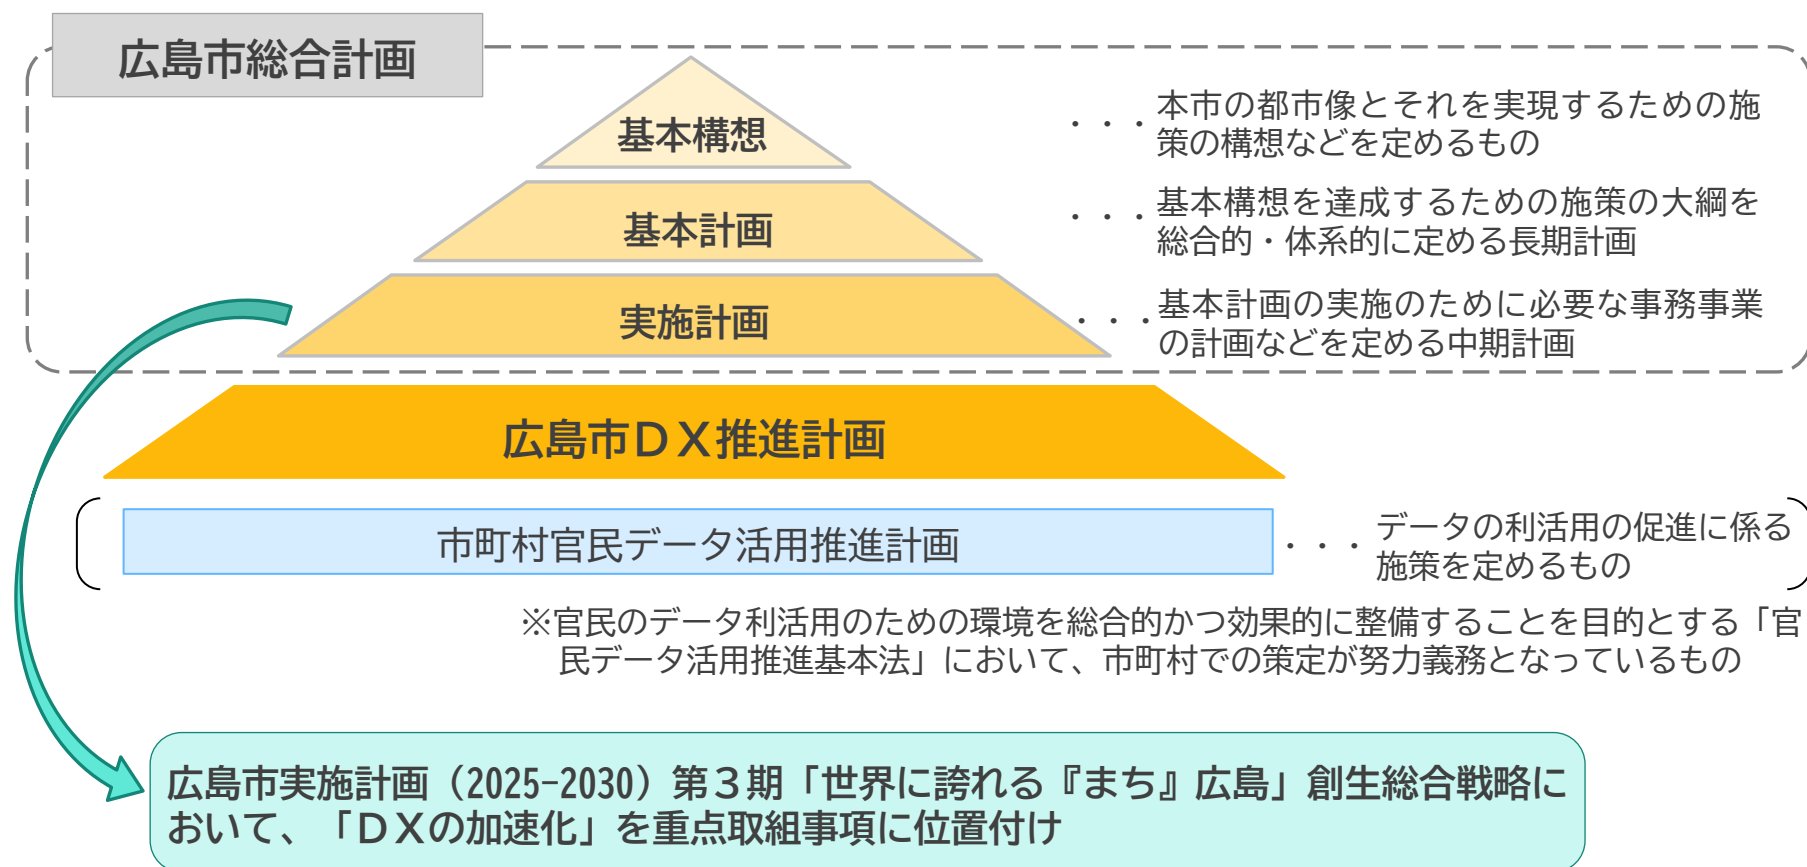 広島市総合計画
基本構想
・・・本市の都市像とそれを実現するための施
策の構想などを定めるもの
基本計画
・・・基本構想を達成するための施策の大綱を
総合的・体系的に定める長期計画
実施計画
・・・基本計画の実施のために必要な事務事業
の計画などを定める中期計画
広島市ＤＸ推進計画
市町村官民データ活用推進計画
・・・データの利活用の促進に係る
施策を定めるもの
※官民のデータ利活用のための環境を総合的かつ効果的に整備することを目的とする「官
民データ活用推進基本法」において、市町村での策定が努力義務となっているもの
広島市実施計画（2025-2030）第３期「世界に誇れる『まち』広島」創生総合戦略に
おいて、「ＤＸの加速化」を重点取組事項に位置付け